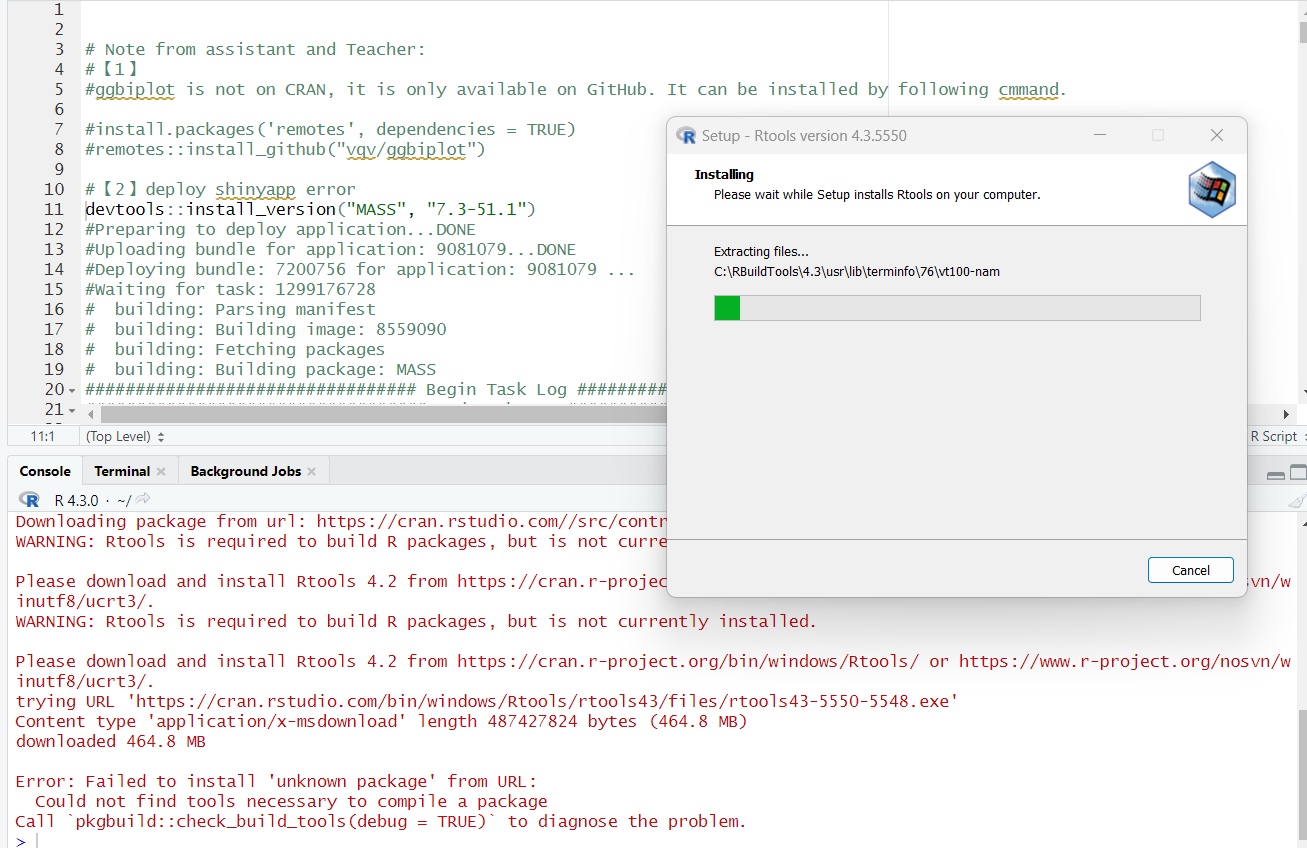 1
2
3 # Note from assistant and Teacher:
4 #【1】
5 #ggbiplot is not on CRAN, it is only available on GitHub. It can be installed by following cmmand.
6
7 #install.packages('remotes', dependencies = TRUE)
8 #remotes::install_github("vqv/ggbiplot")
9
10 #【2】deploy shinyapp error
11 devtools::install_version("MASS", "7.3-51.1")
12 #Preparing to deploy application...DONE
13 #Uploading bundle for application: 9081079...DONE
14 #Deploying bundle: 7200756 for application: 9081079 ...
15 #Waiting for task: 1299176728
16 #  building: Parsing manifest
17 #  building: Building image: 8559090
18 #  building: Fetching packages
19 #  building: Building package: MASS
20 ################################# Begin Task Log #########
21
11:1 (Top Level) R Script
Setup - Rtools version 4.3.5550
Installing
Please wait while Setup installs Rtools on your computer.
Extracting files...
C:\RBuildTools\4.3\usr\lib\terminfo\76\vt100-nam
Cancel
Console Terminal Background Jobs
R 4.3.0 · ~/
Downloading package from url: https://cran.rstudio.com//src/contr
WARNING: Rtools is required to build R packages, but is not curre
Please download and install Rtools 4.2 from https://cran.r-projec svn/w
inutf8/ucrt3/.
WARNING: Rtools is required to build R packages, but is not currently installed.
Please download and install Rtools 4.2 from https://cran.r-project.org/bin/windows/Rtools/ or https://www.r-project.org/nosvn/w
inutf8/ucrt3/.
trying URL 'https://cran.rstudio.com/bin/windows/Rtools/rtools43/files/rtools43-5550-5548.exe'
Content type 'application/x-msdownload' length 487427824 bytes (464.8 MB)
downloaded 464.8 MB
Error: Failed to install 'unknown package' from URL:
  Could not find tools necessary to compile a package
Call `pkgbuild::check_build_tools(debug = TRUE)` to diagnose the problem.
>